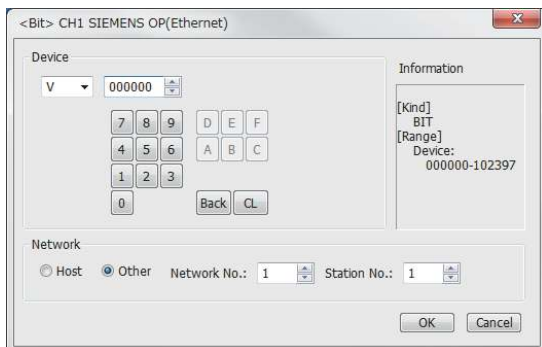 <Bit> CH1 SIEMENS OP(Ethernet)
Device
V 000000
7 8 9 D E F
4 5 6 A B C
1 2 3
0 Back CL
Information
[Kind]
BIT
[Range]
Device:
000000-102397
Network
Host Other Network No.: 1 Station No.: 1
OK Cancel